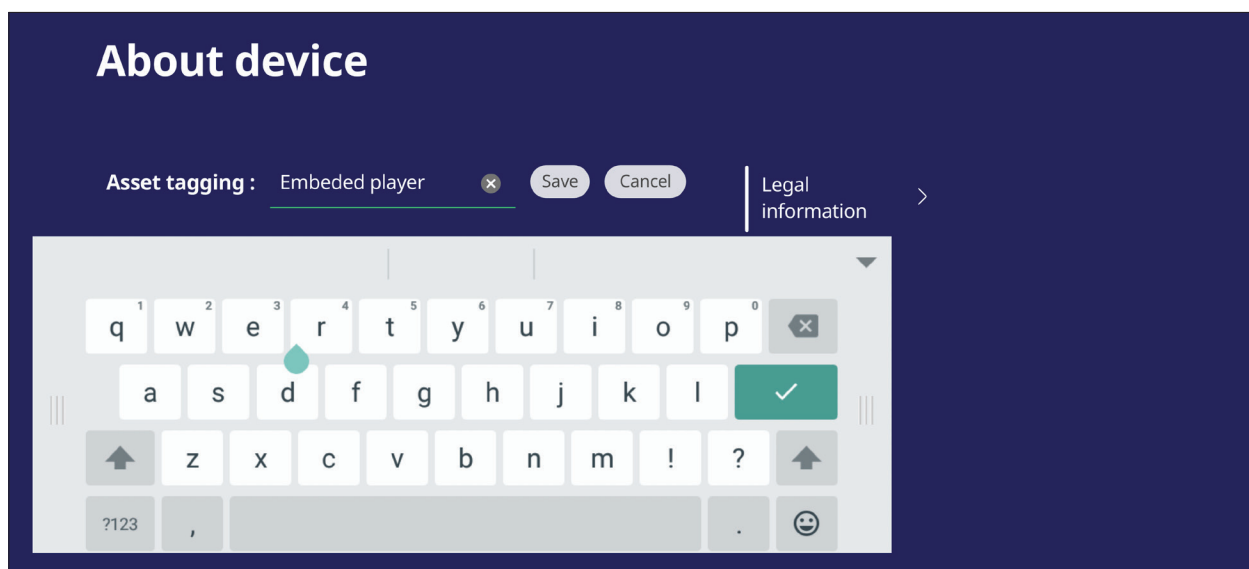 About device
Asset tagging : Embeded player Save Cancel
Legal
information
1 2 3 4 5 6 7 8 9 0
q w e r t y u i o p
a s d f g h j k l
z x c v b n m ! ?
?123 , .